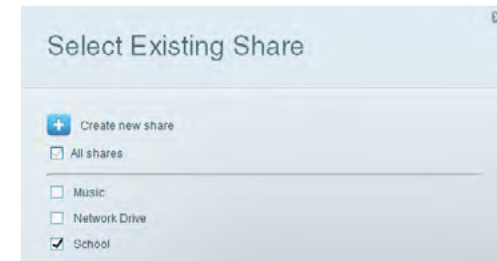 Select Existing Share
Create new share
All shares
Music
Network Drive
School